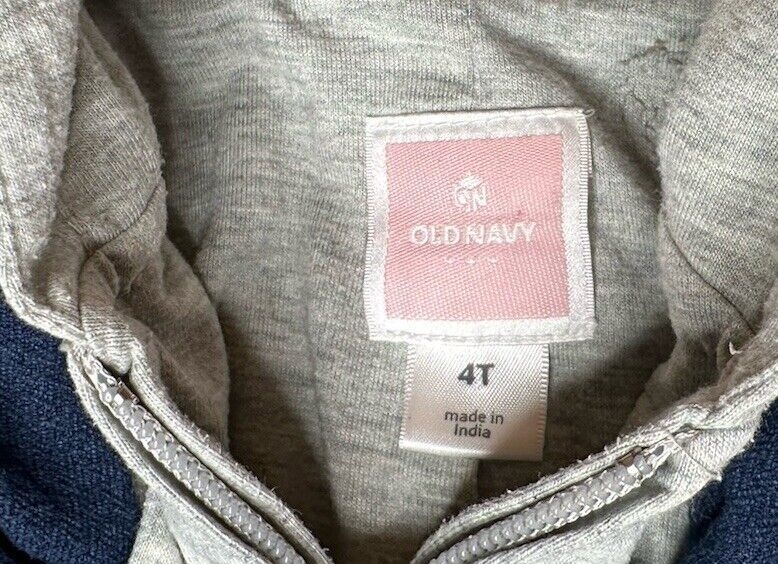 ON
OLD NAVY
4T
made in
India